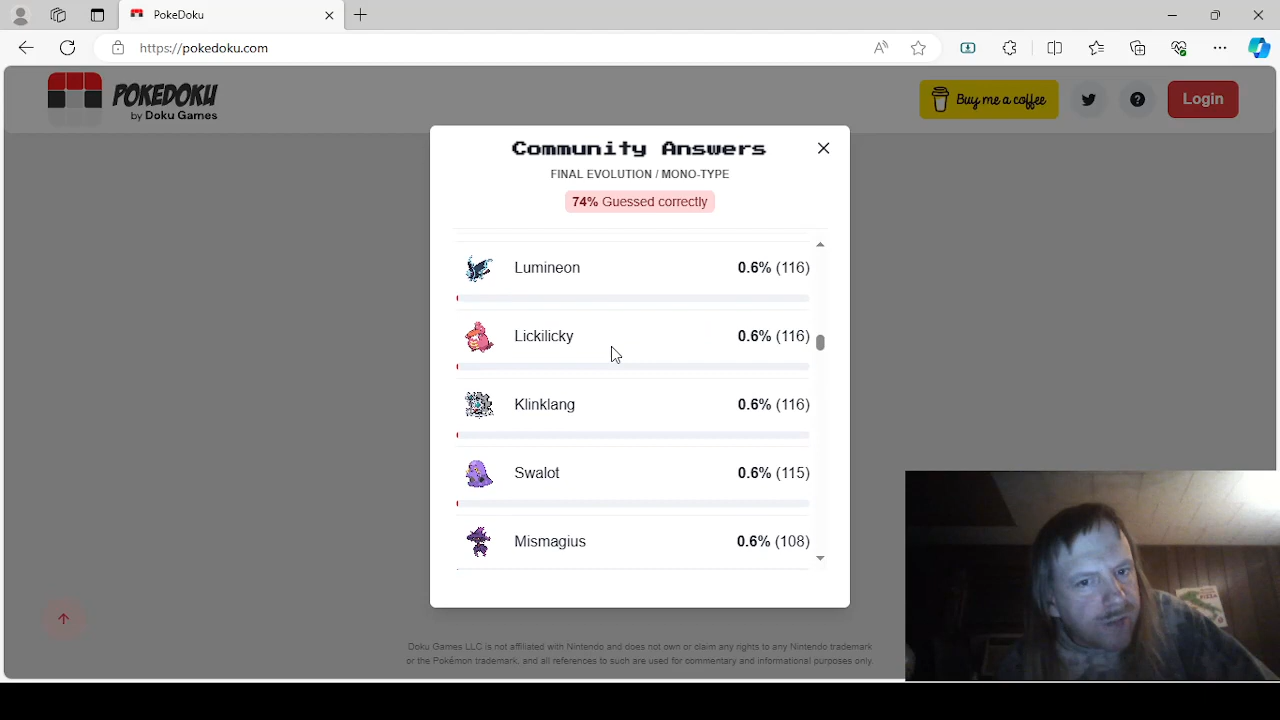 PokeDoku
https://pokedoku.com
POKEDOKU
by Doku Games
Buy me a coffee
Login
Community Answers
FINAL EVOLUTION / MONO-TYPE
74% Guessed correctly
Lumineon 0.6% (116)
Lickilicky 0.6% (116)
Klinklang 0.6% (116)
Swalot 0.6% (115)
Mismagius 0.6% (108)
Doku Games LLC is not affiliated with Nintendo and does not own or claim any rights to any Nintendo trademark
or the Pokémon trademark, and all references to such are used for commentary and informational purposes only.